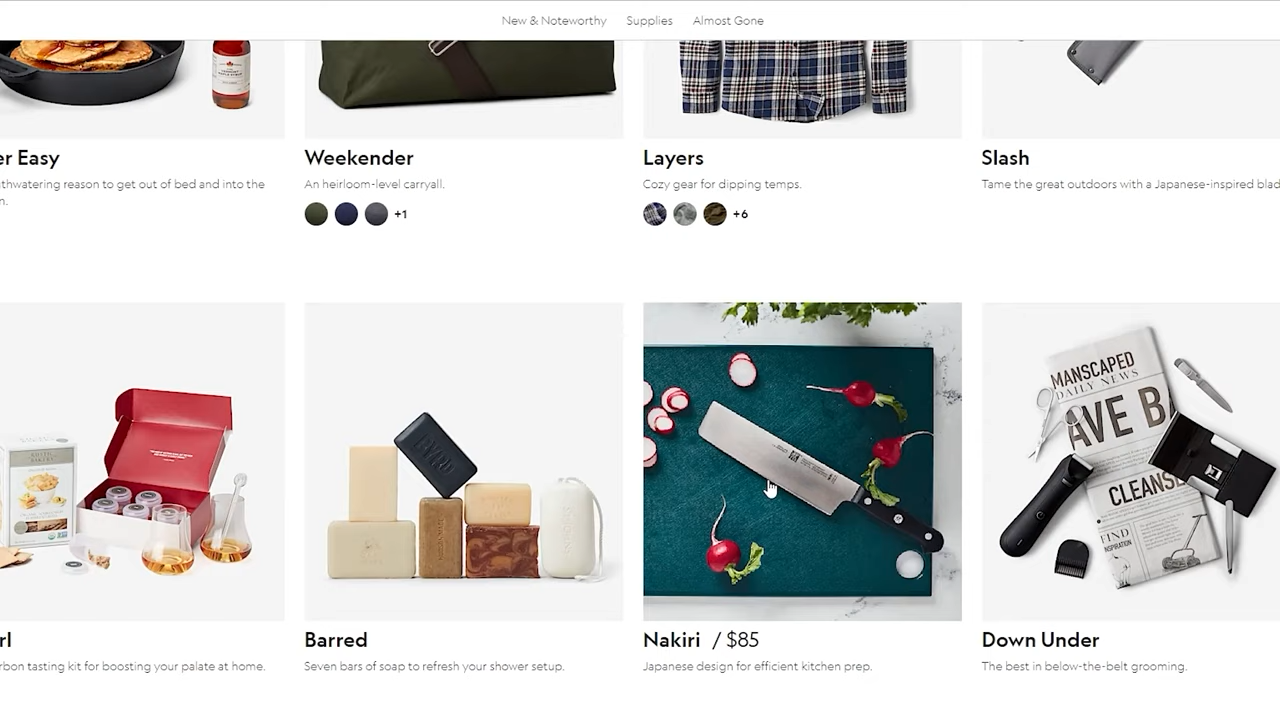 New & Noteworthy Supplies Almost Gone
er Easy
thwatering reason to get out of bed and into the
n.
Weekender
An heirloom-level carryall.
+1
Layers
Cozy gear for dipping temps.
+6
Slash
Tame the great outdoors with a Japanese-inspired blad
rl
rbon tasting kit for boosting your palate at home.
Barred
Seven bars of soap to refresh your shower setup.
Nakiri / $85
Japanese design for efficient kitchen prep.
MANSCAPED
DAILY NEWS
AVE B
CLEANSE
FIND
INSPIRATION
Down Under
The best in below-the-belt grooming.